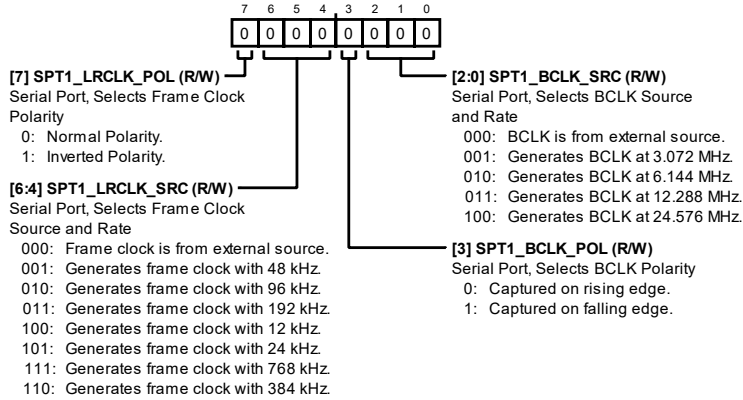 7 6 5 4 3 2 1 0
0 0 0 0 0 0 0 0
[7] SPT1_LRCLK_POL (R/W)
Serial Port, Selects Frame Clock
Polarity
0: Normal Polarity.
1: Inverted Polarity.
[6:4] SPT1_LRCLK_SRC (R/W)
Serial Port, Selects Frame Clock
Source and Rate
000: Frame clock is from external source.
001: Generates frame clock with 48 kHz.
010: Generates frame clock with 96 kHz.
011: Generates frame clock with 192 kHz.
100: Generates frame clock with 12 kHz.
101: Generates frame clock with 24 kHz.
111: Generates frame clock with 768 kHz.
110: Generates frame clock with 384 kHz.
[2:0] SPT1_BCLK_SRC (R/W)
Serial Port, Selects BCLK Source
and Rate
000: BCLK is from external source.
001: Generates BCLK at 3.072 MHz.
010: Generates BCLK at 6.144 MHz.
011: Generates BCLK at 12.288 MHz.
100: Generates BCLK at 24.576 MHz.
[3] SPT1_BCLK_POL (R/W)
Serial Port, Selects BCLK Polarity
0: Captured on rising edge.
1: Captured on falling edge.